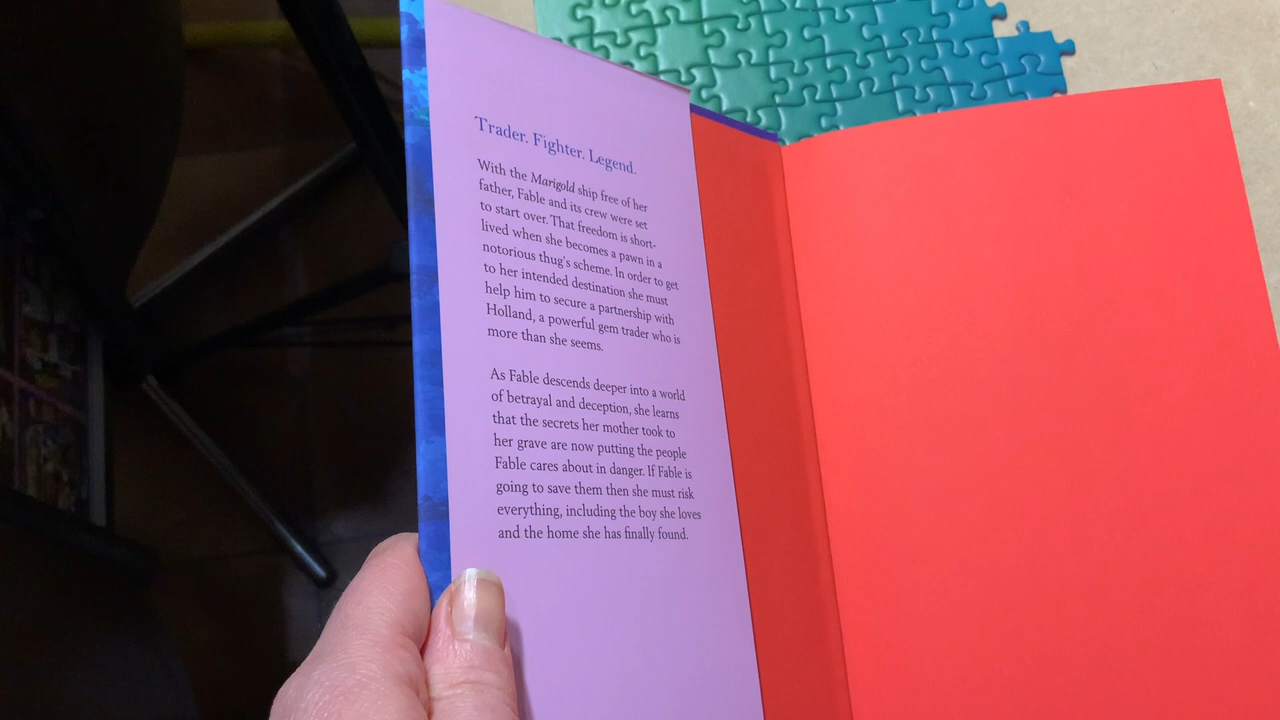 Trader. Fighter. Legend.
With the Marigold ship free of her
father, Fable and its crew were set
to start over. That freedom is short-
lived when she becomes a pawn in a
notorious thug's scheme. In order to get
to her intended destination she must
help him to secure a partnership with
Holland, a powerful gem trader who is
more than she seems.
As Fable descends deeper into a world
of betrayal and deception, she learns
that the secrets her mother took to
her grave are now putting the people
Fable cares about in danger. If Fable is
going to save them then she must risk
everything, including the boy she loves
and the home she has finally found.